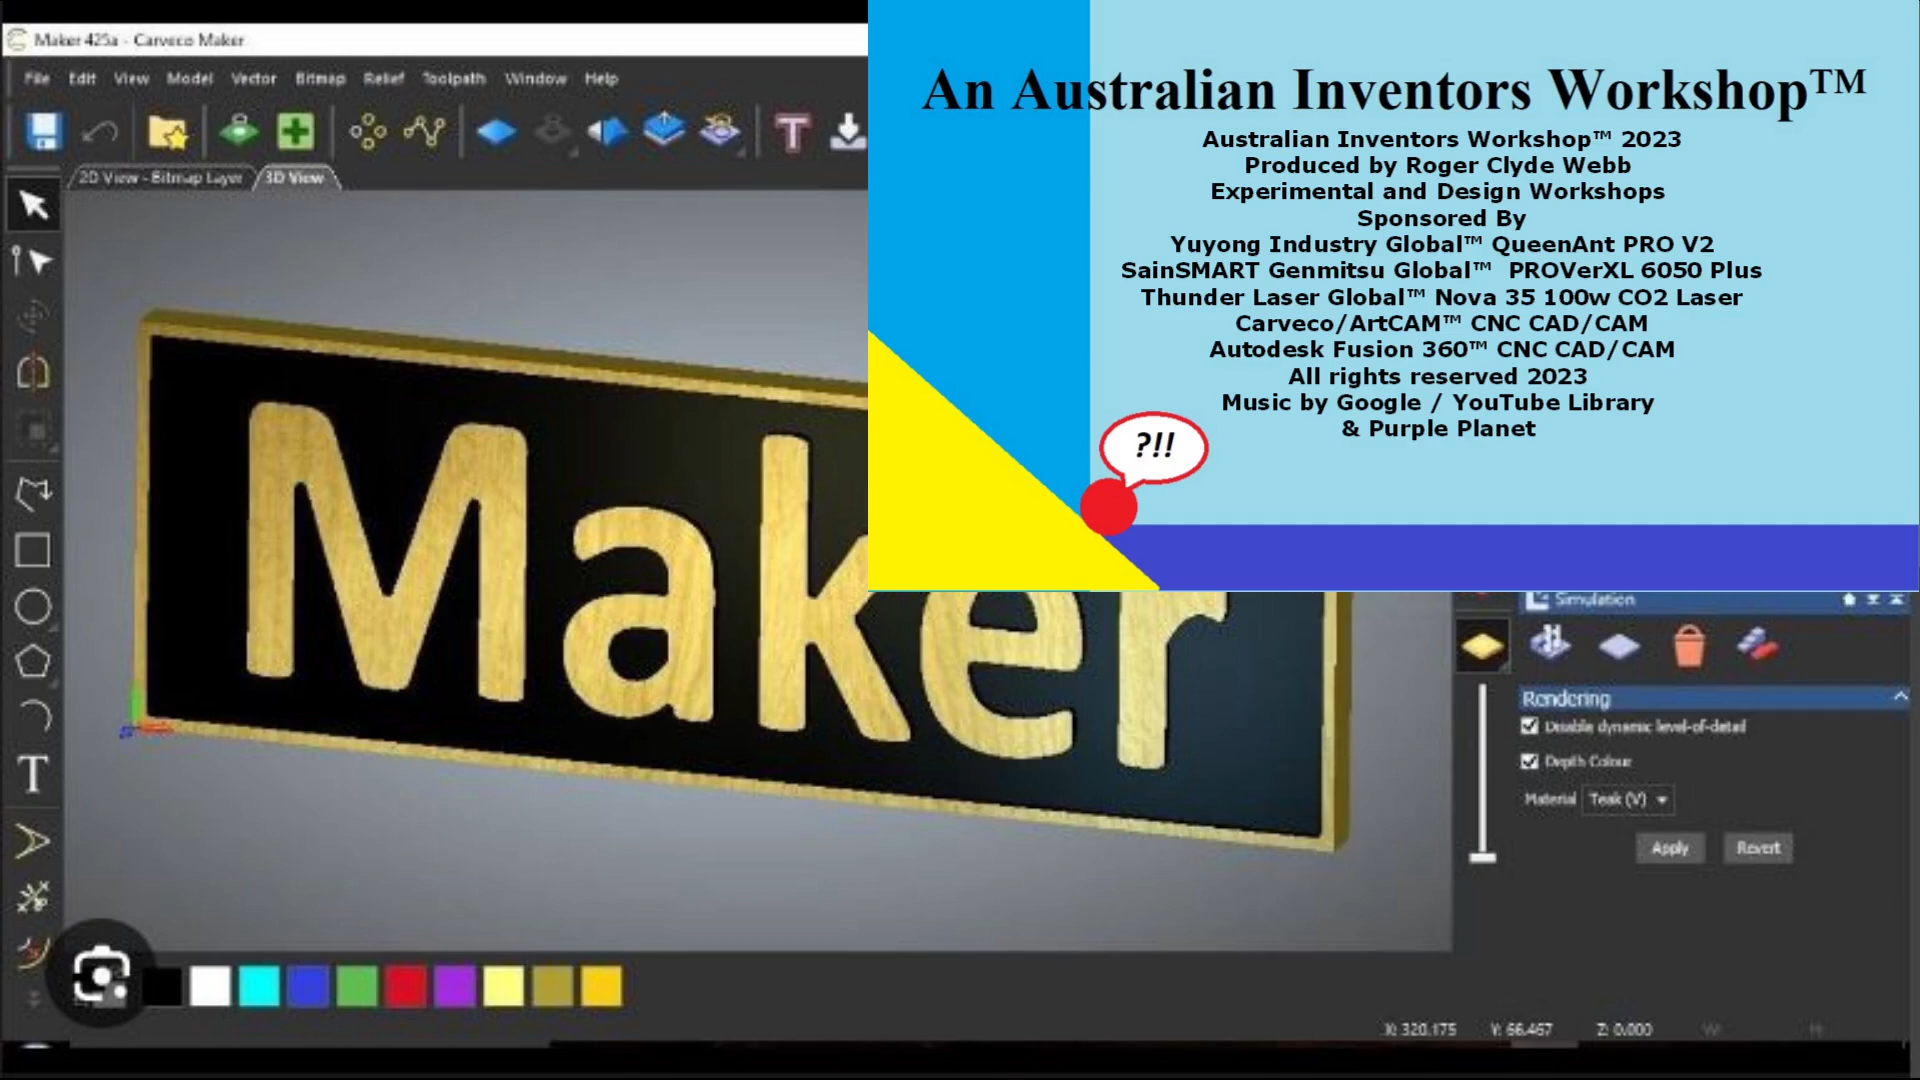 Maker 425a - Carveco Maker
File Edit View Model Vector Bitmap Relief Toolpath Window Help
2D View - Bitmap Layer 3D View
Maker
An Australian Inventors Workshop™
Australian Inventors Workshop™ 2023
Produced by Roger Clyde Webb
Experimental and Design Workshops
Sponsored By
Yuyong Industry Global™ QueenAnt PRO V2
SainSMART Genmitsu Global™ PROVerXL 6050 Plus
Thunder Laser Global™ Nova 35 100w CO2 Laser
Carveco/ArtCAM™ CNC CAD/CAM
Autodesk Fusion 360™ CNC CAD/CAM
All rights reserved 2023
Music by Google / YouTube Library
& Purple Planet
?!!
Simulation
Rendering
Disable dynamic level-of-detail
Depth Colour
Material Teak (V)
Apply Revert
X: 320.175 Y: 66.467 Z: 0.000